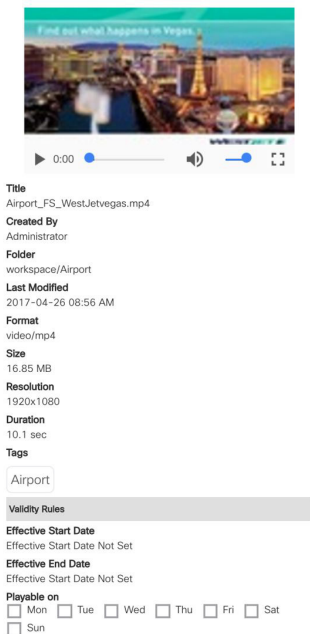 Find out what happens in Vegas.
0:00
Title
Airport_FS_WestJetvegas.mp4
Created By
Administrator
Folder
workspace/Airport
Last Modified
2017-04-26 08:56 AM
Format
video/mp4
Size
16.85 MB
Resolution
1920x1080
Duration
10.1 sec
Tags
Airport
Validity Rules
Effective Start Date
Effective Start Date Not Set
Effective End Date
Effective Start Date Not Set
Playable on
Mon Tue Wed Thu Fri Sat
Sun